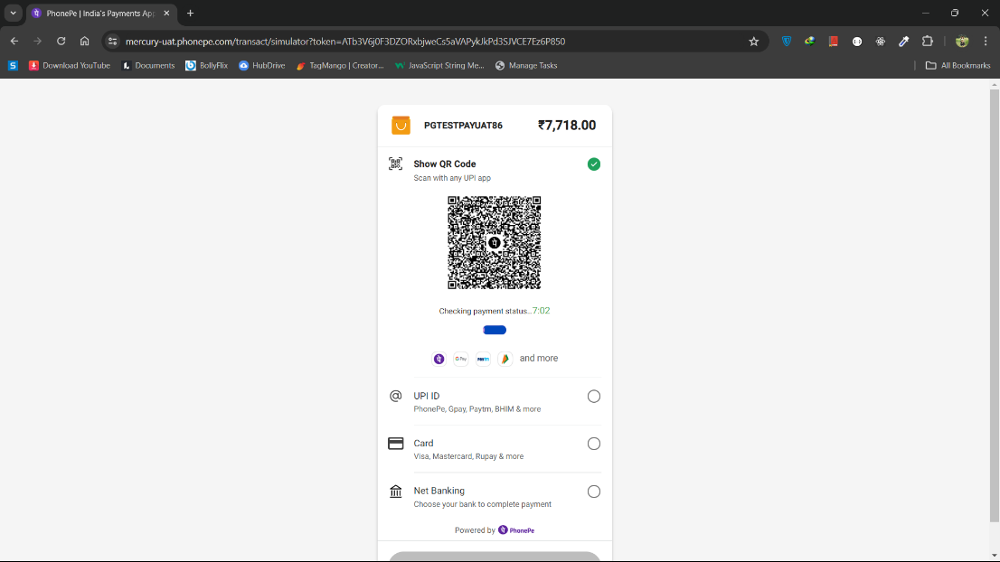 PhonePe | India's Payments App
mercury-uat.phonepe.com/transact/simulator?token=ATb3V6j0F3DZORxbjweCs5aVAPykJkPd3SJVCE7Ez6P850
Download YouTube
Documents
BollyFlix
HubDrive
TagMango | Creator...
JavaScript String Me...
Manage Tasks
All Bookmarks
PGTESTPAYUAT86
₹7,718.00
Show QR Code
Scan with any UPI app
Checking payment status...7:02
G Pay
paytm
and more
UPI ID
PhonePe, Gpay, Paytm, BHIM & more
Card
Visa, Mastercard, Rupay & more
Net Banking
Choose your bank to complete payment
Powered by PhonePe